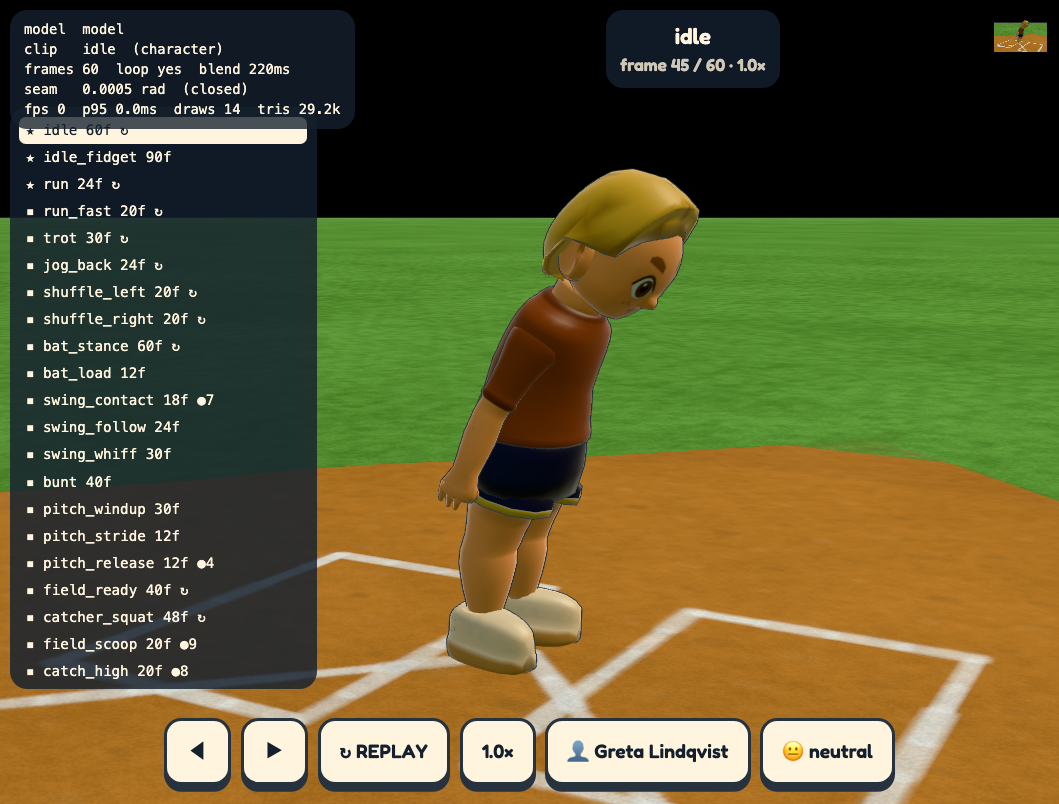 model model
clip idle (character)
frames 60 loop yes blend 220ms
seam 0.0005 rad (closed)
fps 0 p95 0.0ms draws 14 tris 29.2k
★ idle 60f ↻
★ idle_fidget 90f
★ run 24f ↻
▪ run_fast 20f ↻
▪ trot 30f ↻
▪ jog_back 24f ↻
▪ shuffle_left 20f ↻
▪ shuffle_right 20f ↻
▪ bat_stance 60f ↻
▪ bat_load 12f
▪ swing_contact 18f ●7
▪ swing_follow 24f
▪ swing_whiff 30f
▪ bunt 40f
▪ pitch_windup 30f
▪ pitch_stride 12f
▪ pitch_release 12f ●4
▪ field_ready 40f ↻
▪ catcher_squat 48f ↻
▪ field_scoop 20f ●9
▪ catch_high 20f ●8
idle
frame 45 / 60 · 1.0×
◀ ▶ ↻ REPLAY 1.0× 👤 Greta Lindqvist 😐 neutral